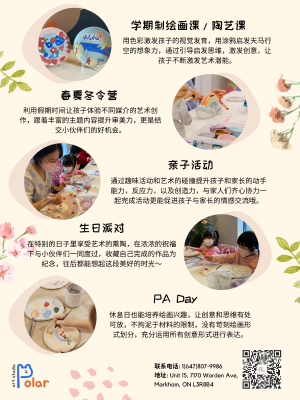 学期制绘画课 / 陶艺课
用色彩激发孩子的视觉发育，用涂鸦启发天马行
空的想象力，通过引导启发思维，激发创意，让
孩子不断激发艺术潜能。
春夏冬令营
利用假期时间让孩子体验不同媒介的艺术创
作，跟着丰富的主题内容提升审美力，更是结
交小伙伴们的好机会。
亲子活动
通过趣味活动和艺术的碰撞提升孩子和家长的动手
能力，反应力，以及创造力，与家人们齐心协力一
起完成活动更能促进孩子与家长的情感交流哦。
生日派对
在特别的日子里享受艺术的熏陶，在浓浓的祝福
下与小伙伴们一同度过，收藏自己完成的作品为
纪念，往后都能想起这段美好的时光～
PA Day
休息日也能培养绘画兴趣，让创意和思维有处
可放，不拘泥于材料的限制，没有苛刻绘画形
式划分，充分运用所有创意形式进行表达。
Polar
art studio
联系电话: 1(647)807-9986
地址: Unit 15, 7170 Warden Ave,
Markham, ON L3R8B4